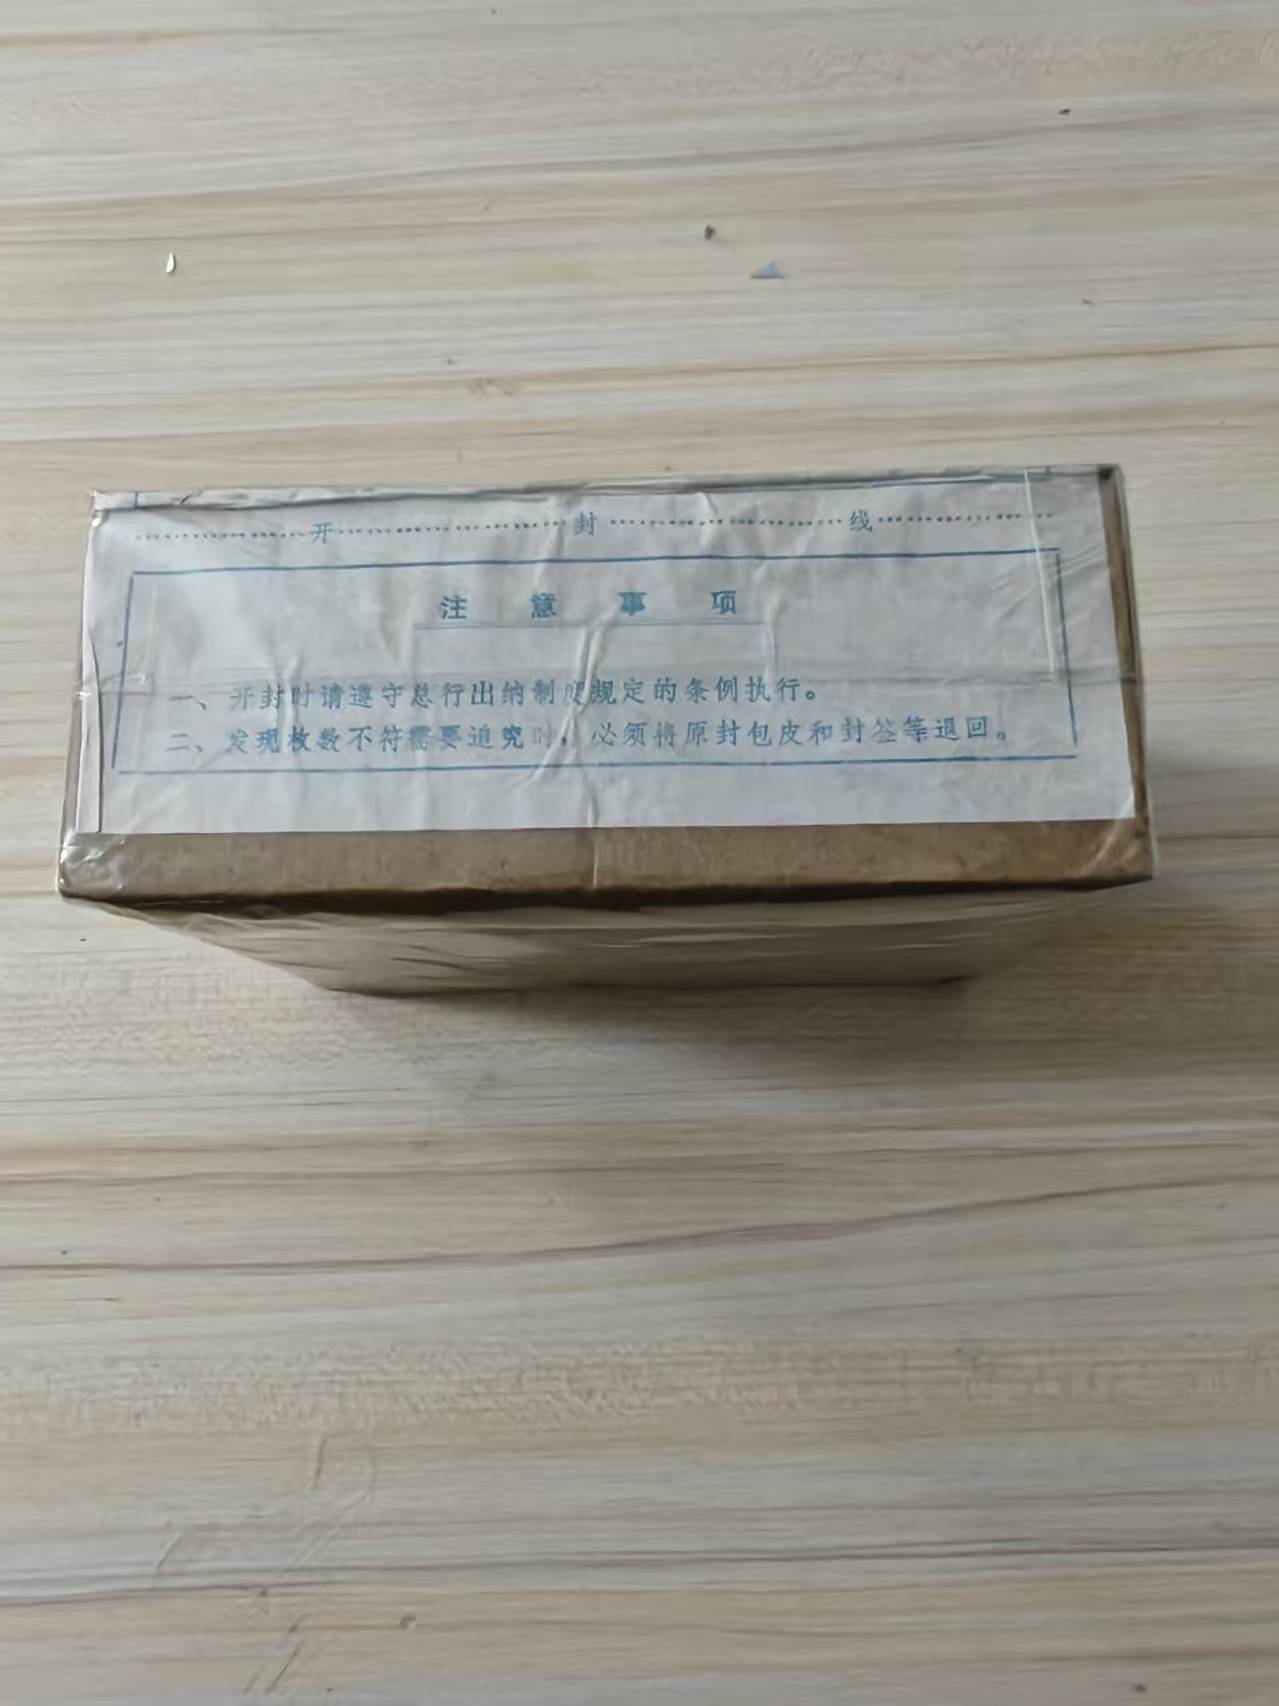 开封线
注意事项
一、开封时请遵守总行出纳制度规定的条例执行。
二、发现枚数不符需要追究时，必须将原封包皮和封签等退回。